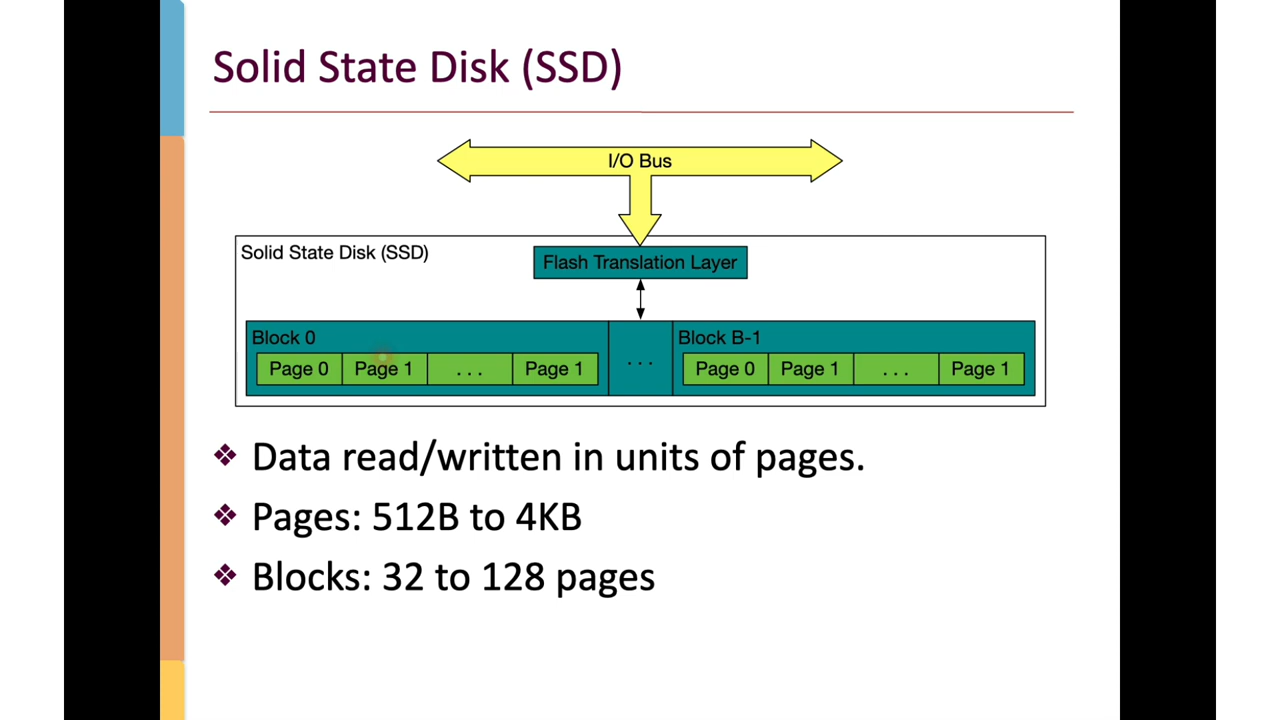 Solid State Disk (SSD)
I/O Bus
Solid State Disk (SSD)
Flash Translation Layer
Block 0
Page 0
Page 1
. . .
Page 1
. . .
Block B-1
Page 0
Page 1
. . .
Page 1
❖ Data read/written in units of pages.
❖ Pages: 512B to 4KB
❖ Blocks: 32 to 128 pages